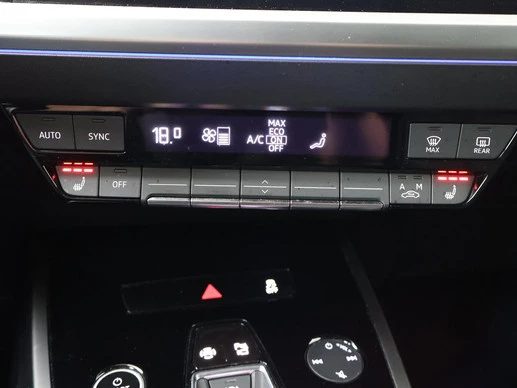 AUTO
SYNC
18.0
A/C
MAX
ECO
ON
OFF
MAX
REAR
OFF
A M